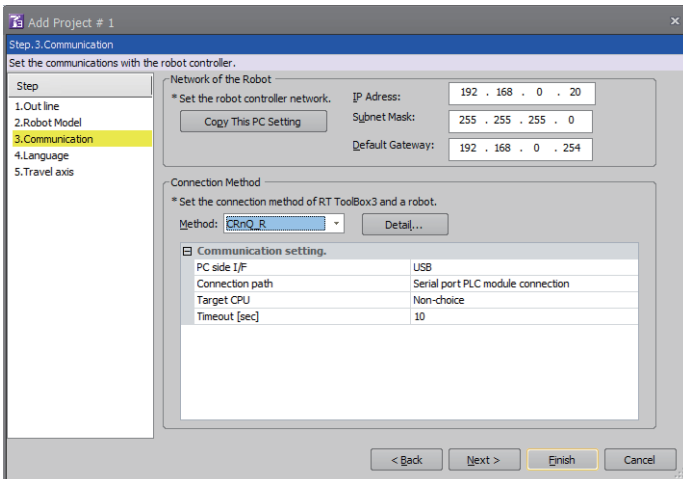 Add Project # 1
Step.3.Communication
Set the communications with the robot controller.
Step
1.Out line
2.Robot Model
3.Communication
4.Language
5.Travel axis
Network of the Robot
* Set the robot controller network.
Copy This PC Setting
IP Adress:
192 . 168 . 0 . 20
Subnet Mask:
255 . 255 . 255 . 0
Default Gateway:
192 . 168 . 0 . 254
Connection Method
* Set the connection method of RT ToolBox3 and a robot.
Method: CRnQ_R Detail...
Communication setting.
PC side I/F USB
Connection path Serial port PLC module connection
Target CPU Non-choice
Timeout [sec] 10
< Back Next > Finish Cancel